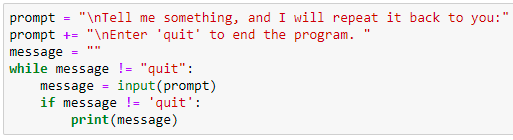 prompt = "\nTell me something, and I will repeat it back to you:"
prompt += "\nEnter 'quit' to end the program. "
message = ""
while message != "quit":
    message = input(prompt)
    if message != 'quit':
        print(message)